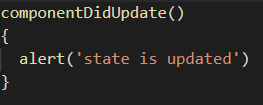 componentDidUpdate()
{
  alert('state is updated')
}